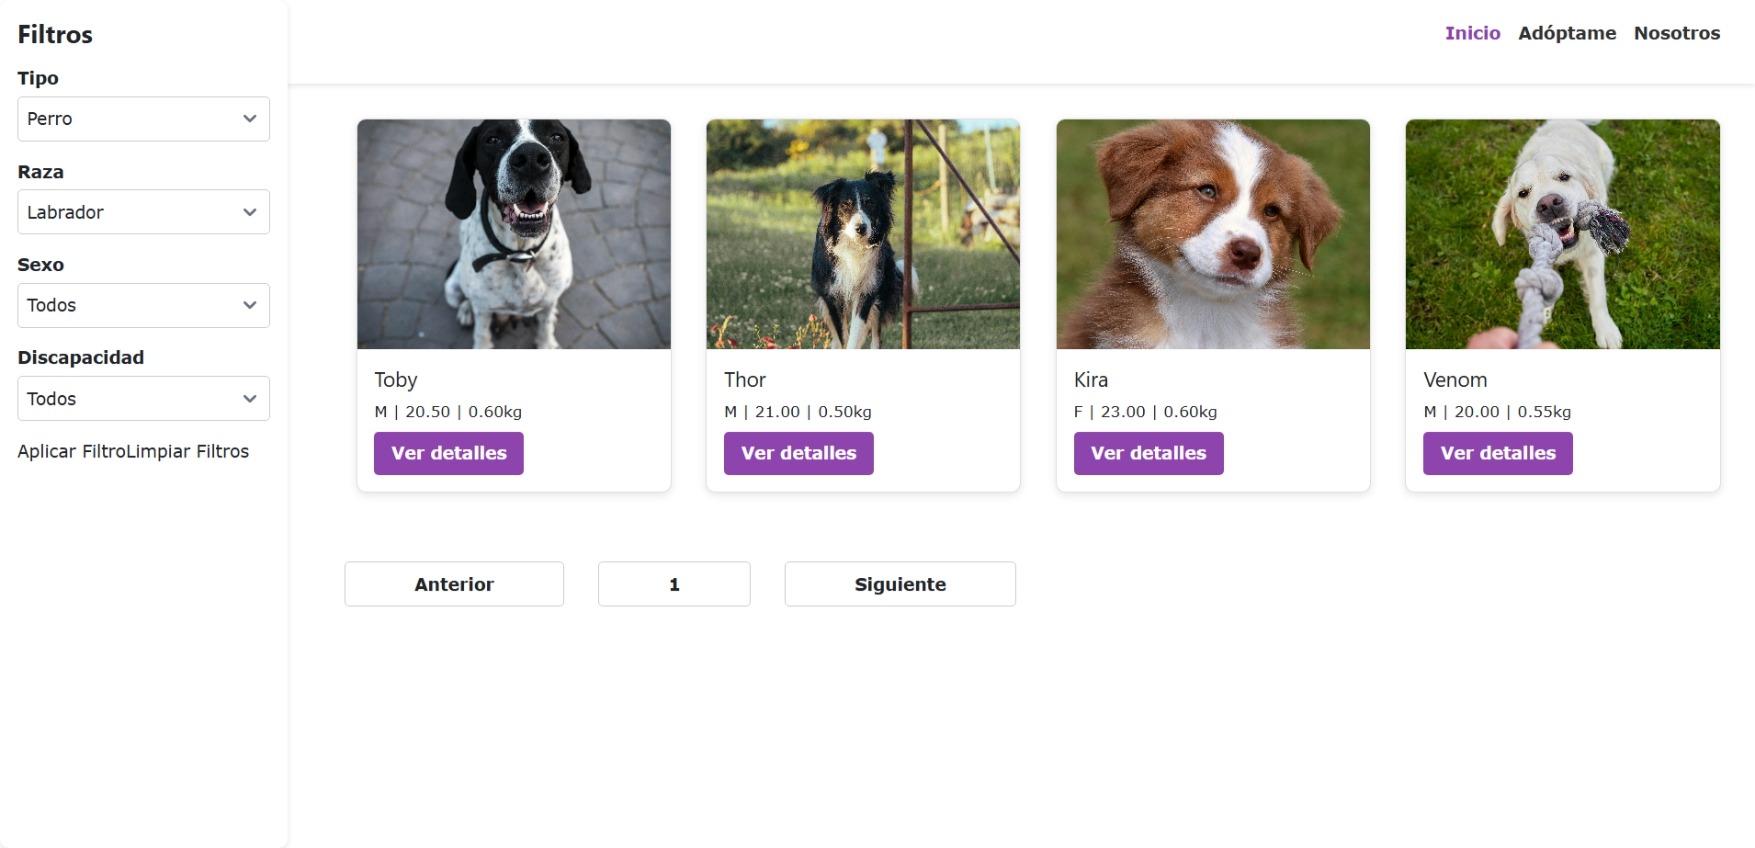 Filtros
Tipo
Perro
Raza
Labrador
Sexo
Todos
Discapacidad
Todos
Aplicar FiltroLimpiar Filtros
Inicio Adóptame Nosotros
Toby
M | 20.50 | 0.60kg
Ver detalles
Thor
M | 21.00 | 0.50kg
Ver detalles
Kira
F | 23.00 | 0.60kg
Ver detalles
Venom
M | 20.00 | 0.55kg
Ver detalles
Anterior 1 Siguiente